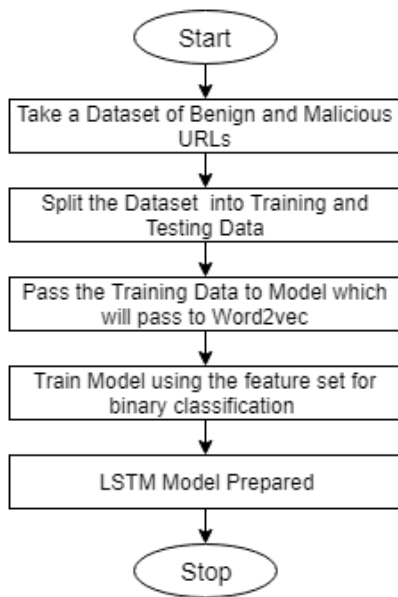 Start
Take a Dataset of Benign and Malicious
URLs
Split the Dataset into Training and
Testing Data
Pass the Training Data to Model which
will pass to Word2vec
Train Model using the feature set for
binary classification
LSTM Model Prepared
Stop